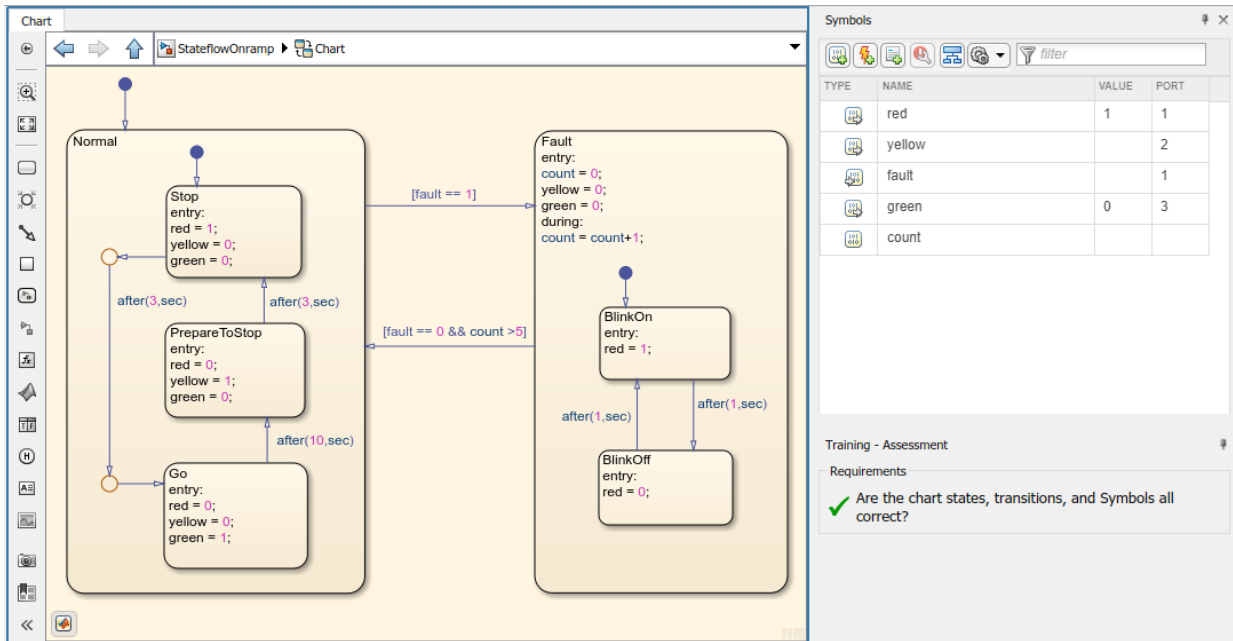 Chart
StateflowOnramp ▸ Chart
Normal
Stop
entry:
red = 1;
yellow = 0;
green = 0;
after(3,sec)
after(3,sec)
PrepareToStop
entry:
red = 0;
yellow = 1;
green = 0;
after(10,sec)
Go
entry:
red = 0;
yellow = 0;
green = 1;
[fault == 1]
[fault == 0 && count >5]
Fault
entry:
count = 0;
yellow = 0;
green = 0;
during:
count = count+1;
BlinkOn
entry:
red = 1;
after(1,sec)
after(1,sec)
BlinkOff
entry:
red = 0;
Symbols
filter
TYPE NAME VALUE PORT
red 1 1
yellow 2
fault 1
green 0 3
count
Training - Assessment
Requirements
Are the chart states, transitions, and Symbols all
correct?